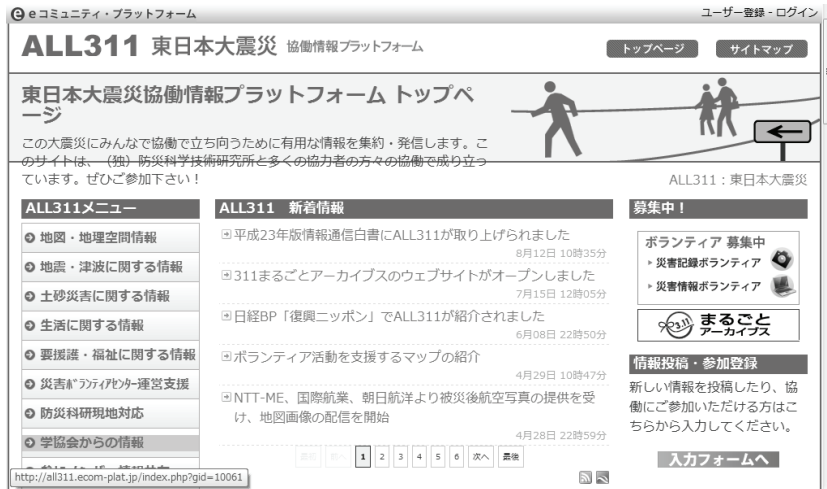 eコミュニティ・プラットフォーム
ユーザー登録 - ログイン
ALL311 東日本大震災 協働情報プラットフォーム
トップページ
サイトマップ
東日本大震災協働情報プラットフォーム トップペ
ージ
この大震災にみんなで協働で立ち向うために有用な情報を集約・発信します。こ
のサイトは、（独）防災科学技術研究所と多くの協力者の方々の協働で成り立っ
ています。ぜひご参加下さい！
ALL311：東日本大震災
ALL311メニュー
地図・地理空間情報
地震・津波に関する情報
土砂災害に関する情報
生活に関する情報
要援護・福祉に関する情報
災害ﾎﾞﾗﾝﾃｨｱｾﾝﾀｰ運営支援
防災科研現地対応
学協会からの情報
http://all311.ecom-plat.jp/index.php?gid=10061
ALL311 新着情報
平成23年版情報通信白書にALL311が取り上げられました
8月12日 10時35分
311まるごとアーカイブスのウェブサイトがオープンしました
7月15日 12時05分
日経BP「復興ニッポン」でALL311が紹介されました
6月08日 22時50分
ボランティア活動を支援するマップの紹介
4月29日 10時47分
NTT-ME、国際航業、朝日航洋より被災後航空写真の提供を受
け、地図画像の配信を開始
4月28日 22時59分
1 2 3 4 5 6 次へ 最後
募集中！
ボランティア 募集中
災害記録ボランティア
災害情報ボランティア
3.11 まるごと
アーカイブス
情報投稿・参加登録
新しい情報を投稿したり、協
働にご参加いただける方はこ
ちらから入力してください。
入力フォームへ